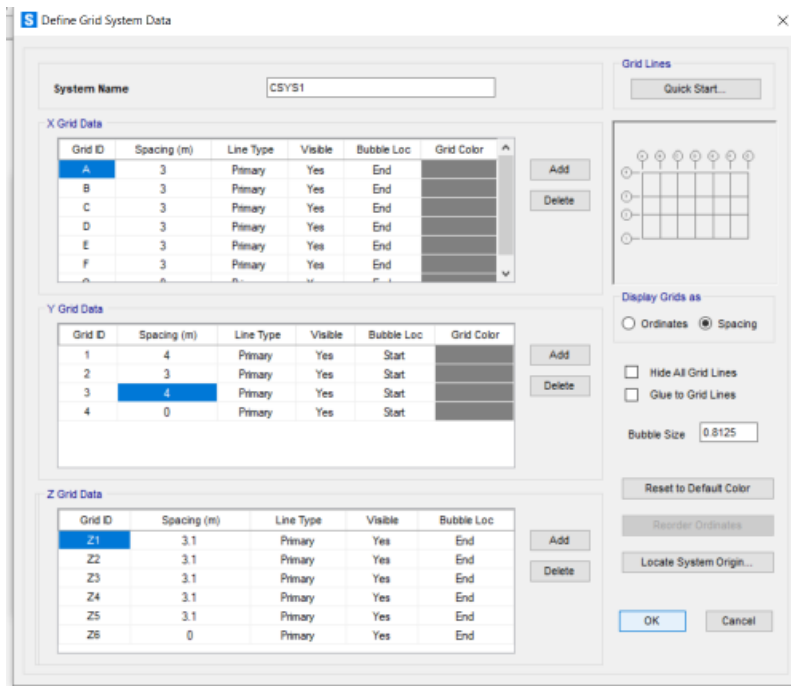 S Define Grid System Data
Grid Lines
System Name CSYS1 Quick Start...
X Grid Data
Grid ID Spacing (m) Line Type Visible Bubble Loc Grid Color
A 3 Primary Yes End Add
B 3 Primary Yes End
C 3 Primary Yes End Delete
D 3 Primary Yes End
E 3 Primary Yes End
F 3 Primary Yes End
Y Grid Data
Display Grids as
Ordinates Spacing
Grid ID Spacing (m) Line Type Visible Bubble Loc Grid Color
1 4 Primary Yes Start Add
2 3 Primary Yes Start Hide All Grid Lines
3 4 Primary Yes Start Delete Glue to Grid Lines
4 0 Primary Yes Start
Bubble Size 0.8125
Z Grid Data
Reset to Default Color
Grid ID Spacing (m) Line Type Visible Bubble Loc
Z1 3.1 Primary Yes End Add Reorder Ordinates
Z2 3.1 Primary Yes End
Z3 3.1 Primary Yes End Delete Locate System Origin...
Z4 3.1 Primary Yes End
Z5 3.1 Primary Yes End OK Cancel
Z6 0 Primary Yes End